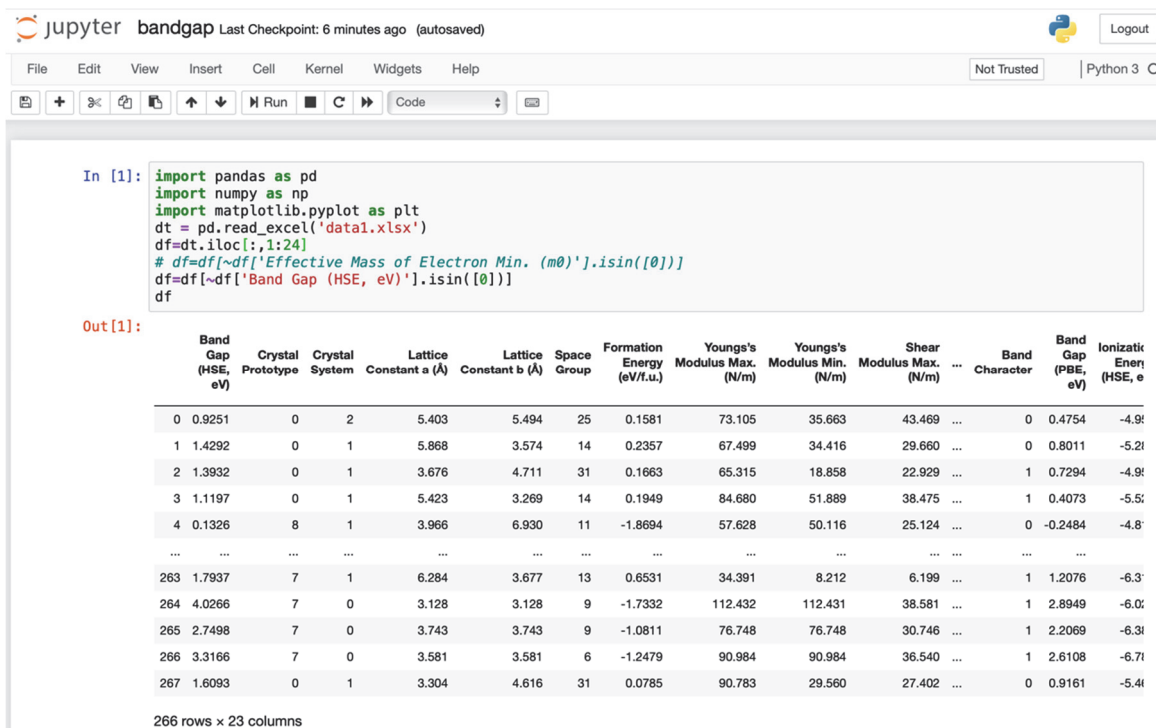 jupyter bandgap Last Checkpoint: 6 minutes ago (autosaved)
Logout
File Edit View Insert Cell Kernel Widgets Help
Not Trusted
Python 3
Run Code
In [1]: import pandas as pd
import numpy as np
import matplotlib.pyplot as plt
dt = pd.read_excel('data1.xlsx')
df=dt.iloc[:,1:24]
# df=df[~df['Effective Mass of Electron Min. (m0)'].isin([0])]
df=df[~df['Band Gap (HSE, eV)'].isin([0])]
df
Out[1]:
Band Gap (HSE, eV) Crystal Prototype Crystal System Lattice Constant a (Å) Lattice Constant b (Å) Space Group Formation Energy (eV/f.u.) Youngs's Modulus Max. (N/m) Youngs's Modulus Min. (N/m) Shear Modulus Max. (N/m) ... Band Character Band Gap (PBE, eV) (HSE,
0 0.9251 0 2 5.403 5.494 25 0.1581 73.105 35.663 43.469 ... 0 0.4754
1 1.4292 0 1 5.868 3.574 14 0.2357 67.499 34.416 29.660 ... 0 0.8011
2 1.3932 0 1 3.676 4.711 31 0.1663 65.315 18.858 22.929 ... 1 0.7294
3 1.1197 0 1 5.423 3.269 14 0.1949 84.680 51.889 38.475 ... 1 0.4073
4 0.1326 8 1 3.966 6.930 11 -1.8694 57.628 50.116 25.124 ... 0 -0.2484
... ... ... ... ... ... ... ... ... ... ... ... ... ...
263 1.7937 7 1 6.284 3.677 13 0.6531 34.391 8.212 6.199 ... 1 1.2076
264 4.0266 7 0 3.128 3.128 9 -1.7332 112.432 112.431 38.581 ... 1 2.8949
265 2.7498 7 0 3.743 3.743 9 -1.0811 76.748 76.748 30.746 ... 1 2.2069
266 3.3166 7 0 3.581 3.581 6 -1.2479 90.984 90.984 36.540 ... 1 2.6108
267 1.6093 0 1 3.304 4.616 31 0.0785 90.783 29.560 27.402 ... 0 0.9161
266 rows × 23 columns